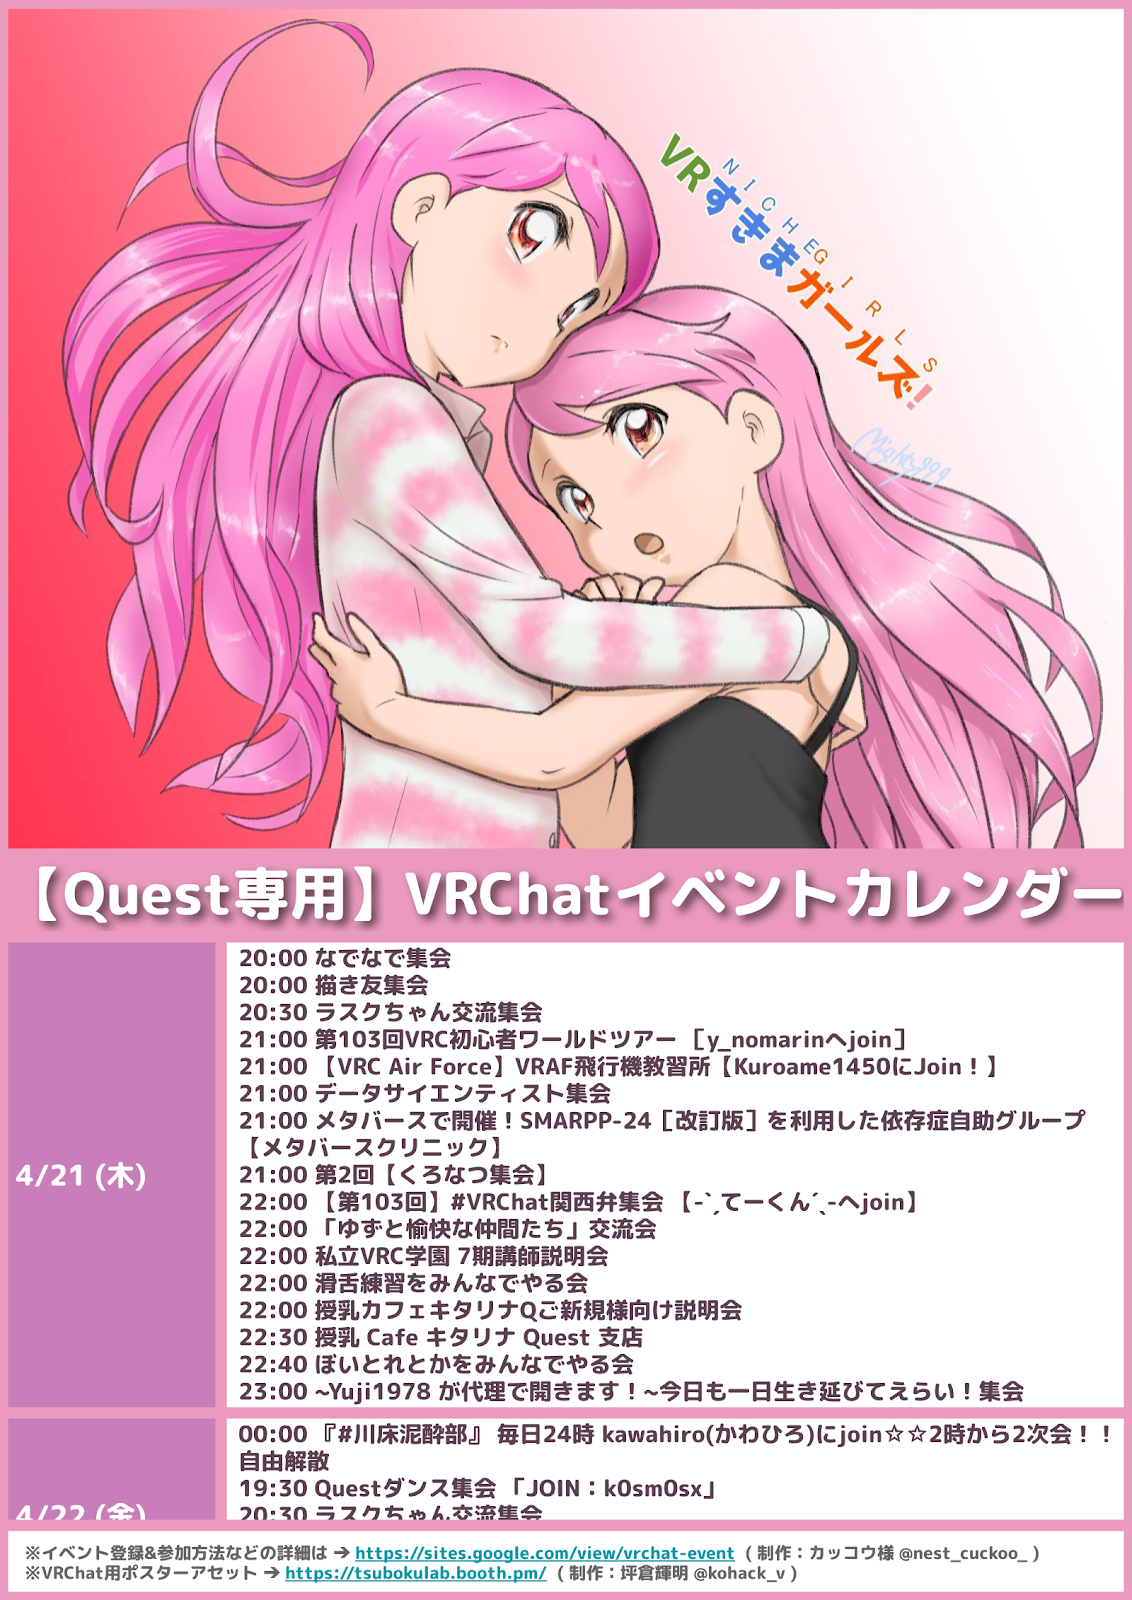 NICHE GIRLS
VRすきまガールズ!
Mighty999
【Quest専用】VRChatイベントカレンダー
4/21 (木)
20:00 なでなで集会
20:00 描き友集会
20:30 ラスクちゃん交流集会
21:00 第103回VRC初心者ワールドツアー ［y_nomarinへjoin］
21:00 【VRC Air Force】VRAF飛行機教習所【Kuroame1450にJoin！】
21:00 データサイエンティスト集会
21:00 メタバースで開催！SMARPP-24［改訂版］を利用した依存症自助グループ
【メタバースクリニック】
21:00 第2回【くろなつ集会】
22:00 【第103回】#VRChat関西弁集会 【-ˋˏてーくんˊˎ-へjoin】
22:00 「ゆずと愉快な仲間たち」交流会
22:00 私立VRC学園 7期講師説明会
22:00 滑舌練習をみんなでやる会
22:00 授乳カフェキタリナQご新規様向け説明会
22:30 授乳 Cafe キタリナ Quest 支店
22:40 ぼいとれとかをみんなでやる会
23:00 ~Yuji1978 が代理で開きます！~今日も一日生き延びてえらい！集会
4/22 (金)
00:00 『#川床泥酔部』 毎日24時 kawahiro(かわひろ)にjoin☆☆2時から2次会！！
自由解散
19:30 Questダンス集会 「JOIN：k0sm0sx」
20:30 ラスクちゃん交流集会
※イベント登録&参加方法などの詳細は → https://sites.google.com/view/vrchat-event （制作：カッコウ様 @nest_cuckoo_ ）
※VRChat用ポスターアセット → https://tsubokulab.booth.pm/ （制作：坪倉輝明 @kohack_v ）